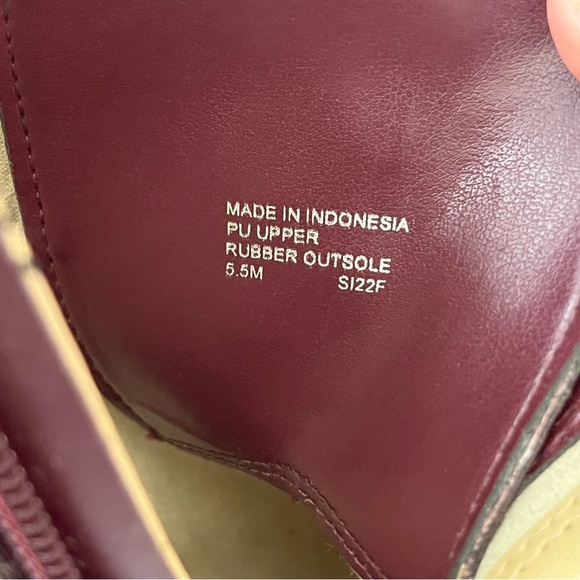 MADE IN INDONESIA
PU UPPER
RUBBER OUTSOLE
5.5M SI22F